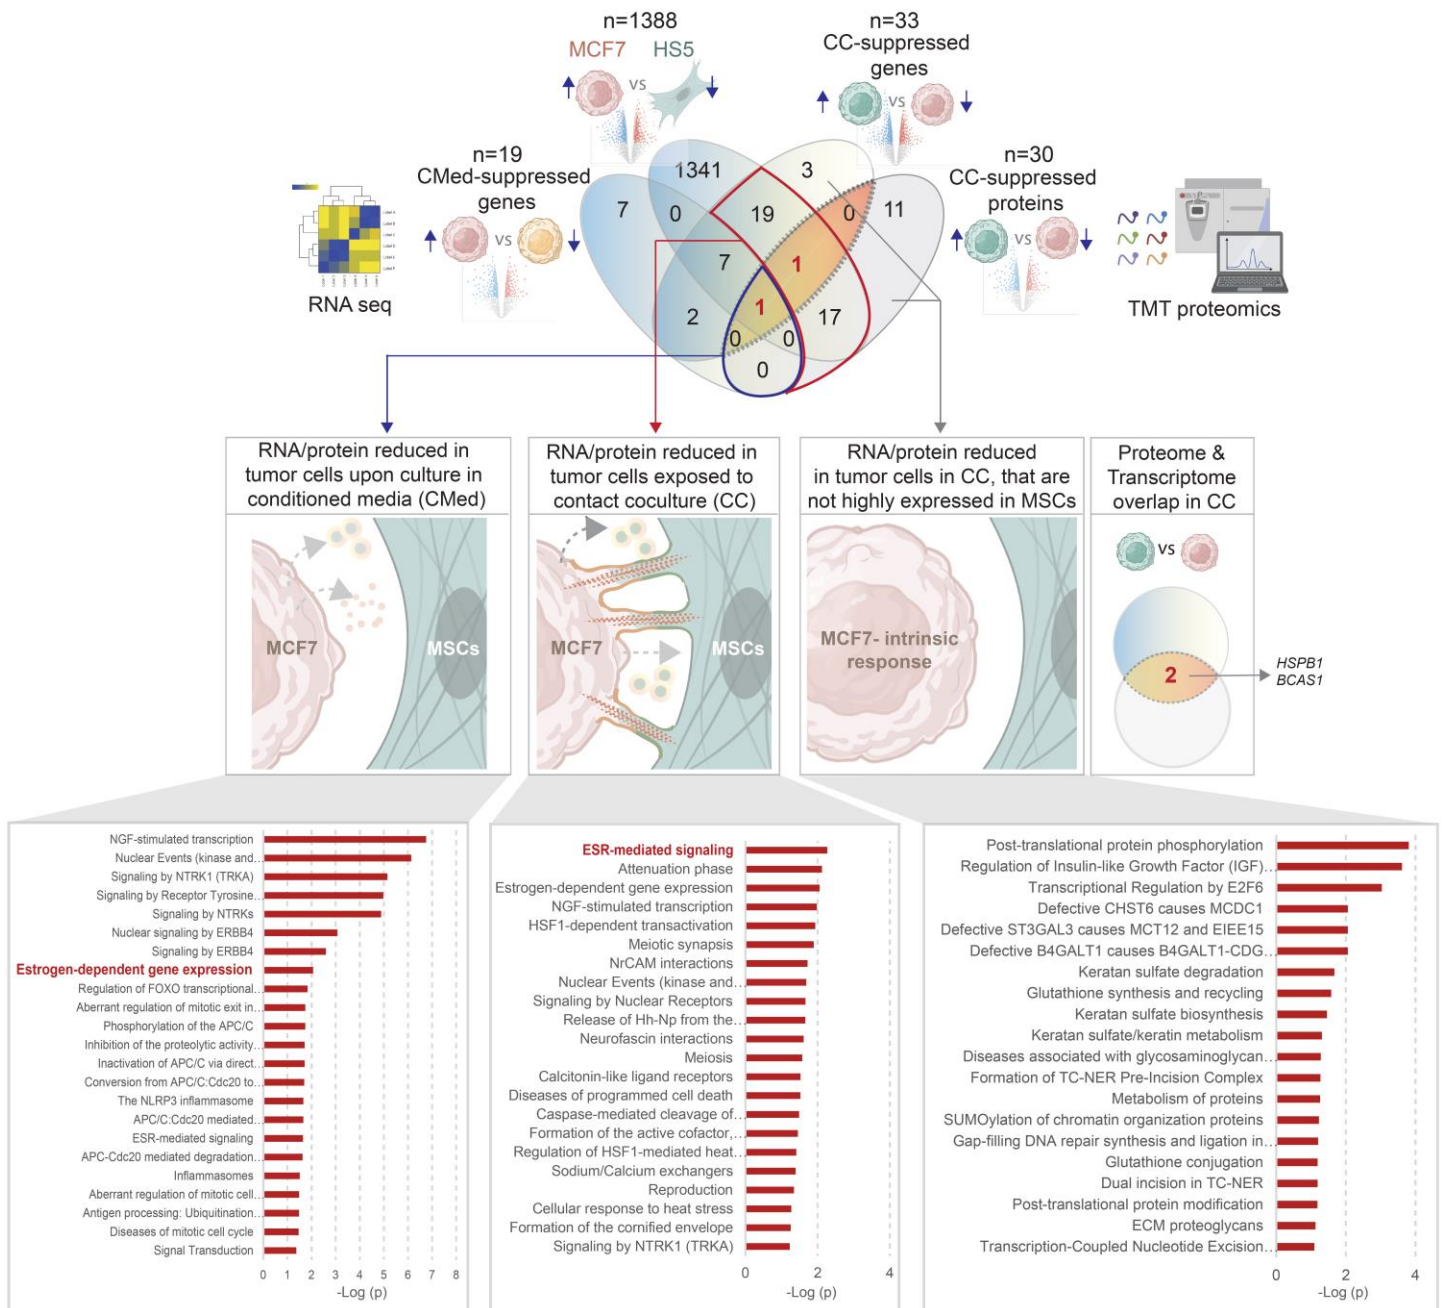 n=1388
MCF7 HS5
vs
n=33
CC-suppressed
genes
vs
n=19
CMed-suppressed
genes
vs
n=30
CC-suppressed
proteins
vs
RNA seq
TMT proteomics
1341
3
7
0
19
0
11
7
1
2
1
17
0
0
0
RNA/protein reduced in
tumor cells upon culture in
conditioned media (CMed)
MCF7
MSCs
RNA/protein reduced in
tumor cells exposed to
contact coculture (CC)
MCF7
MSCs
RNA/protein reduced
in tumor cells in CC, that are
not highly expressed in MSCs
MCF7- intrinsic
response
Proteome &
Transcriptome
overlap in CC
vs
2
HSPB1
BCAS1
NGF-stimulated transcription
Nuclear Events (kinase and...
Signaling by NTRK1 (TRKA)
Signaling by Receptor Tyrosine...
Signaling by NTRKs
Nuclear signaling by ERBB4
Signaling by ERBB4
Estrogen-dependent gene expression
Regulation of FOXO transcriptional...
Aberrant regulation of mitotic exit in...
Phosphorylation of the APC/C
Inhibition of the proteolytic activity...
Inactivation of APC/C via direct...
Conversion from APC/C:Cdc20 to...
The NLRP3 inflammasome
APC/C:Cdc20 mediated...
ESR-mediated signaling
APC-Cdc20 mediated degradation...
Inflammasomes
Aberrant regulation of mitotic cell...
Antigen processing: Ubiquitination...
Diseases of mitotic cell cycle
Signal Transduction
0 1 2 3 4 5 6 7 8
-Log (p)
ESR-mediated signaling
Attenuation phase
Estrogen-dependent gene expression
NGF-stimulated transcription
HSF1-dependent transactivation
Meiotic synapsis
NrCAM interactions
Nuclear Events (kinase and...
Signaling by Nuclear Receptors
Release of Hh-Np from the...
Neurofascin interactions
Meiosis
Calcitonin-like ligand receptors
Diseases of programmed cell death
Caspase-mediated cleavage of...
Formation of the active cofactor,...
Regulation of HSF1-mediated heat...
Sodium/Calcium exchangers
Reproduction
Cellular response to heat stress
Formation of the cornified envelope
Signaling by NTRK1 (TRKA)
0 2 4
-Log (p)
Post-translational protein phosphorylation
Regulation of Insulin-like Growth Factor (IGF)...
Transcriptional Regulation by E2F6
Defective CHST6 causes MCDC1
Defective ST3GAL3 causes MCT12 and EIEE15
Defective B4GALT1 causes B4GALT1-CDG...
Keratan sulfate degradation
Glutathione synthesis and recycling
Keratan sulfate biosynthesis
Keratan sulfate/keratin metabolism
Diseases associated with glycosaminoglycan...
Formation of TC-NER Pre-Incision Complex
Metabolism of proteins
SUMOylation of chromatin organization proteins
Gap-filling DNA repair synthesis and ligation in...
Glutathione conjugation
Dual incision in TC-NER
Post-translational protein modification
ECM proteoglycans
Transcription-Coupled Nucleotide Excision...
0 2 4
-Log (p)